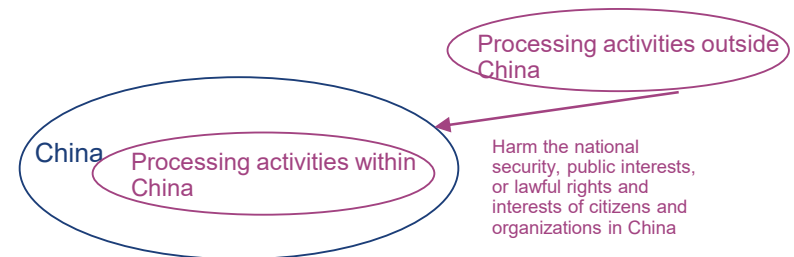 Processing activities outside
China
China
Processing activities within
China
Harm the national
security, public interests,
or lawful rights and
interests of citizens and
organizations in China